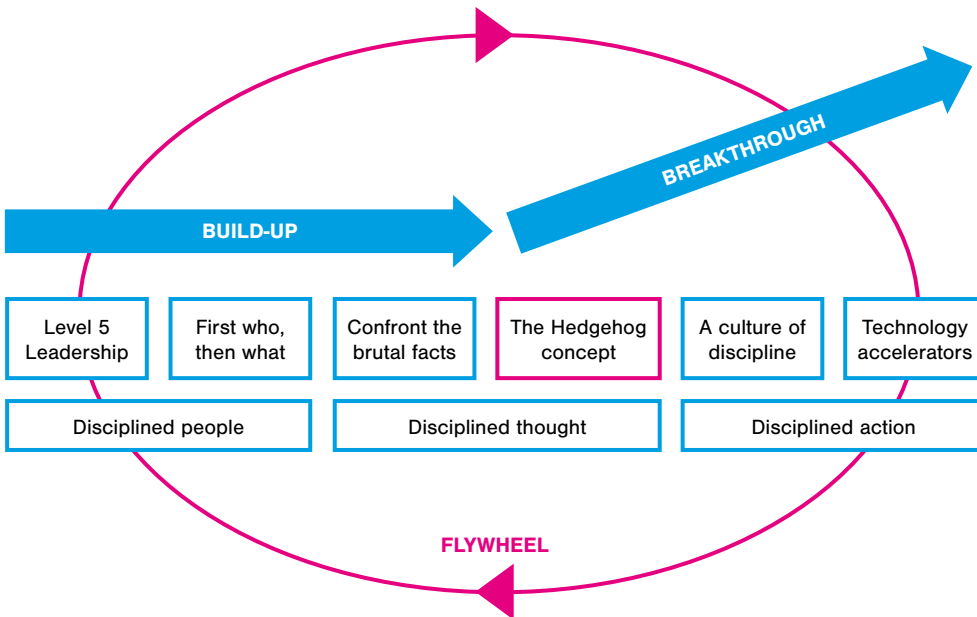 BREAKTHROUGH
BUILD-UP
Level 5
Leadership
First who,
then what
Confront the
brutal facts
The Hedgehog
concept
A culture of
discipline
Technology
accelerators
Disciplined people
Disciplined thought
Disciplined action
FLYWHEEL